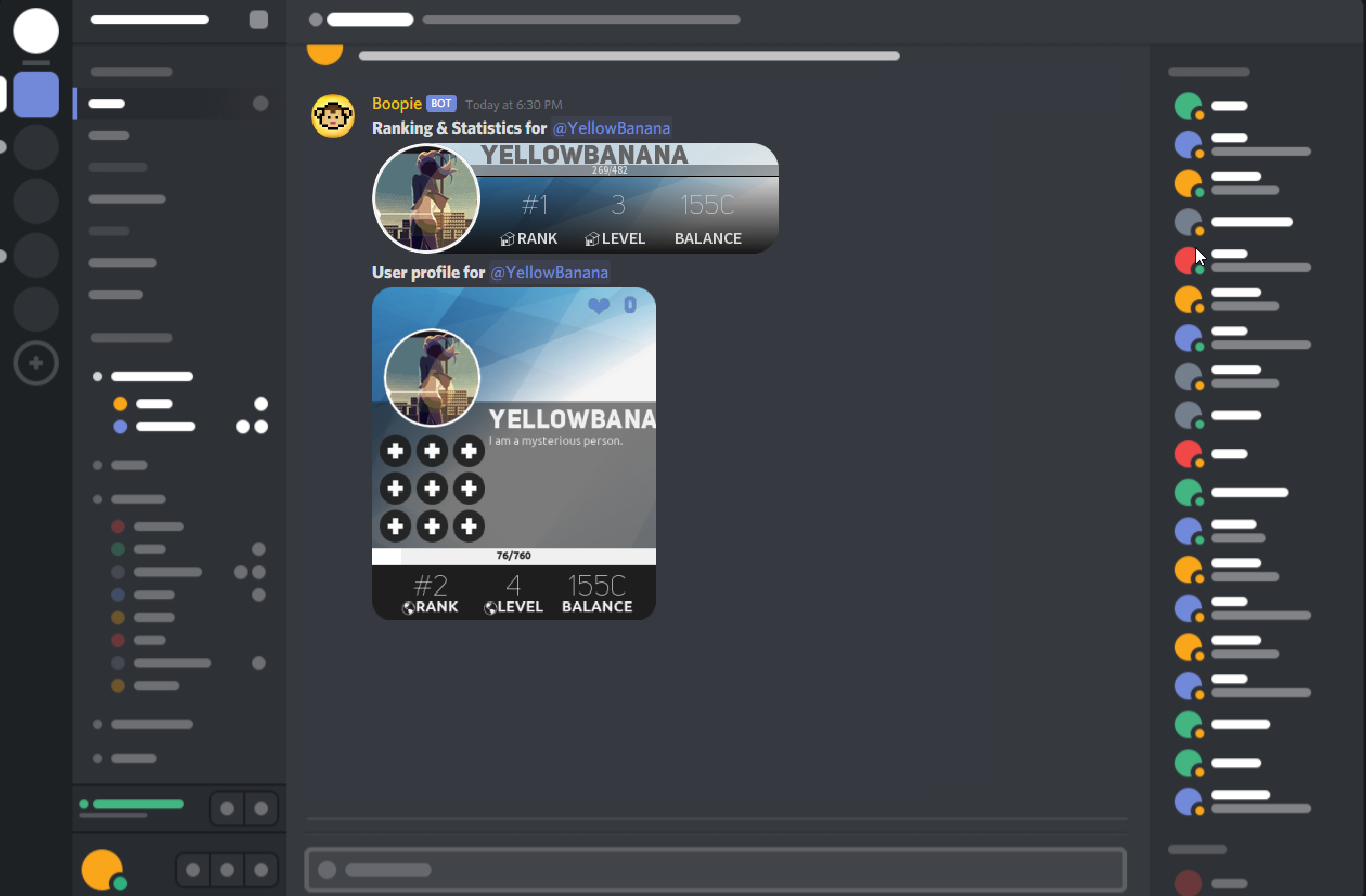 Boopie BOT Today at 6:30 PM
Ranking & Statistics for @YellowBanana
YELLOWBANANA
269/482
#1 3 155C
RANK LEVEL BALANCE
User profile for @YellowBanana
0
YELLOWBANA
I am a mysterious person.
76/760
#2 4 155C
RANK LEVEL BALANCE